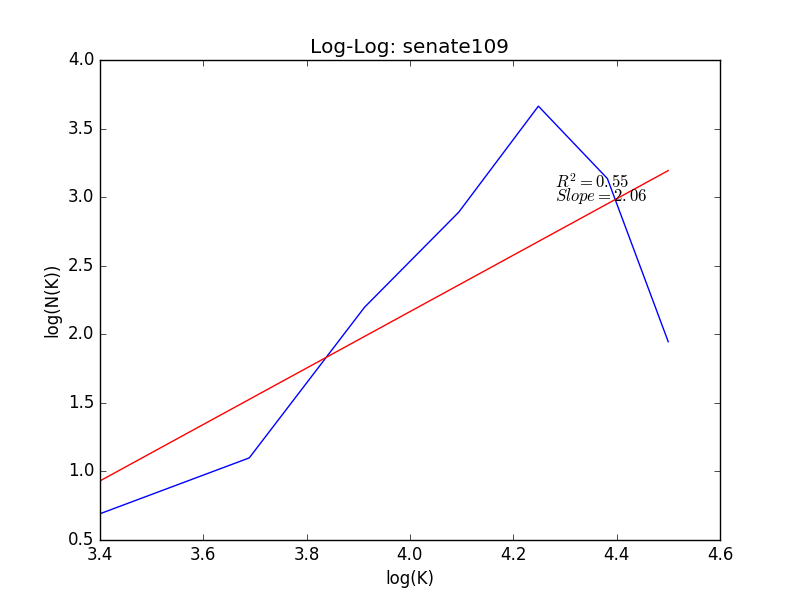 Log-Log: senate109
4.0
3.5
3.0
2.5
2.0
1.5
1.0
0.5
log(N(K))
R² = 0.55
Slope = 2.06
3.4 3.6 3.8 4.0 4.2 4.4 4.6
log(K)